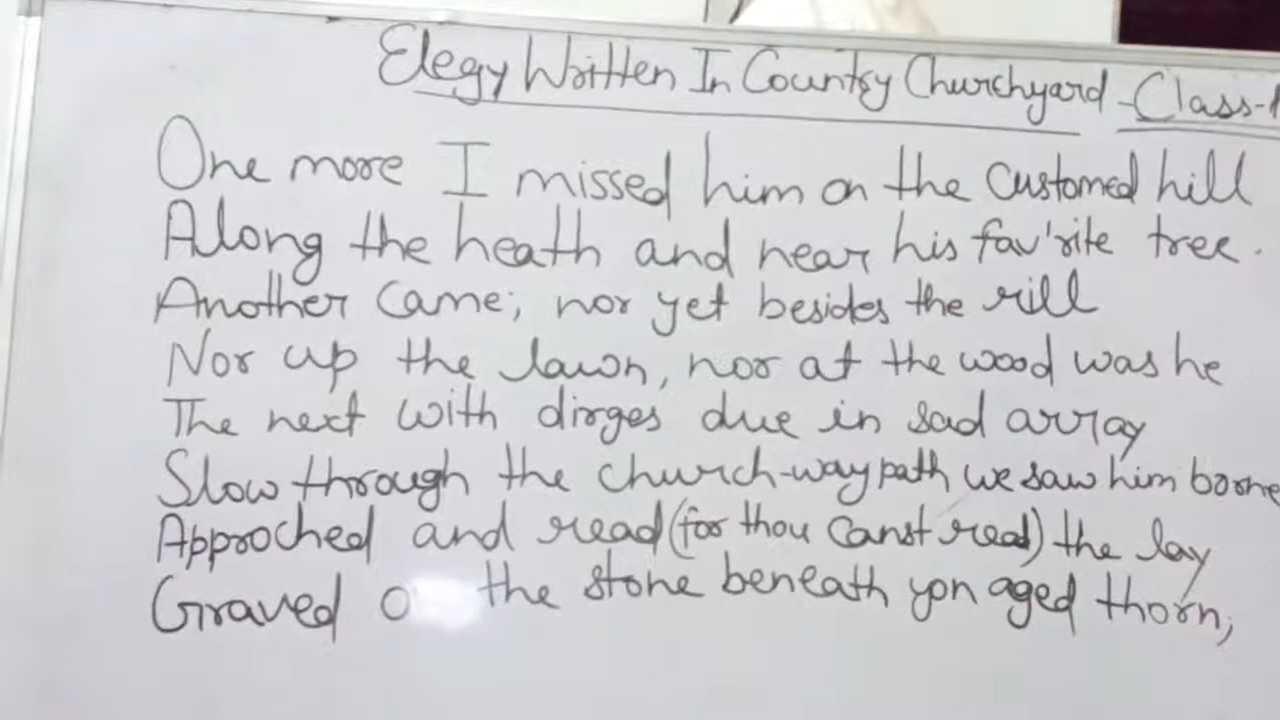 Elegy Written In Country Churchyard - Class-
One more I missed him on the Customed hill
Along the heath and near his fav'rite tree.
Another Came; nor yet besides the rill
Nor up the lawn, nor at the wood was he
The next with dirges due in sad array
Slow through the church-way path we saw him borne
Approched and read (for thou Canst read) the lay
Graved the stone beneath yon aged thorn;